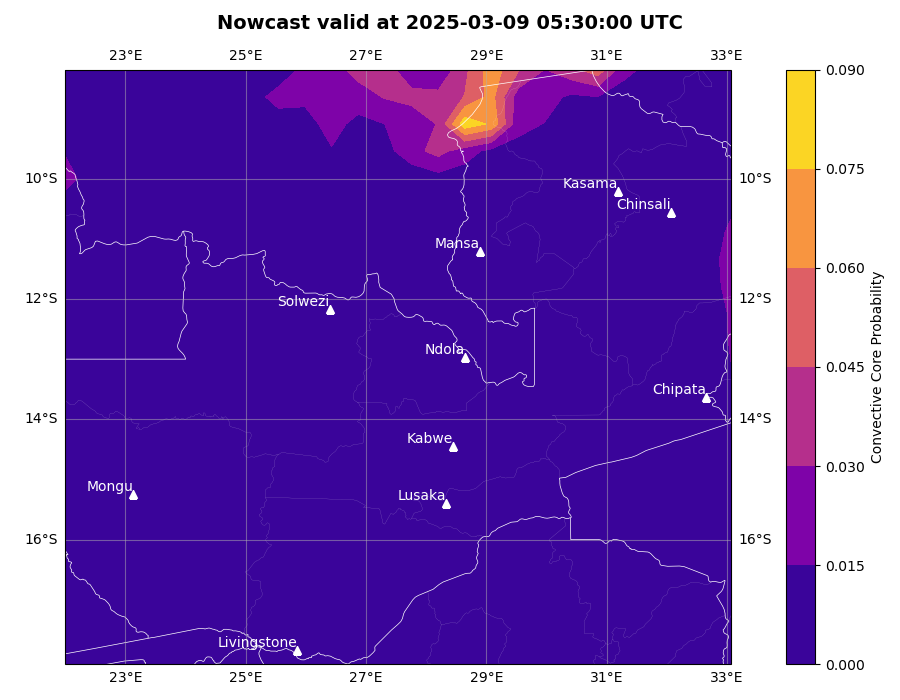 Nowcast valid at 2025-03-09 05:30:00 UTC
23°E 25°E 27°E 29°E 31°E 33°E
0.090
0.075
10°S 10°S
Kasama
Chinsali
Mansa
0.060
12°S 12°S
Solwezi
Ndola
0.045
Chipata
14°S 14°S
Kabwe
0.030
Mongu
Lusaka
16°S 16°S
0.015
Livingstone
0.000
23°E 25°E 27°E 29°E 31°E 33°E
Convective Core Probability